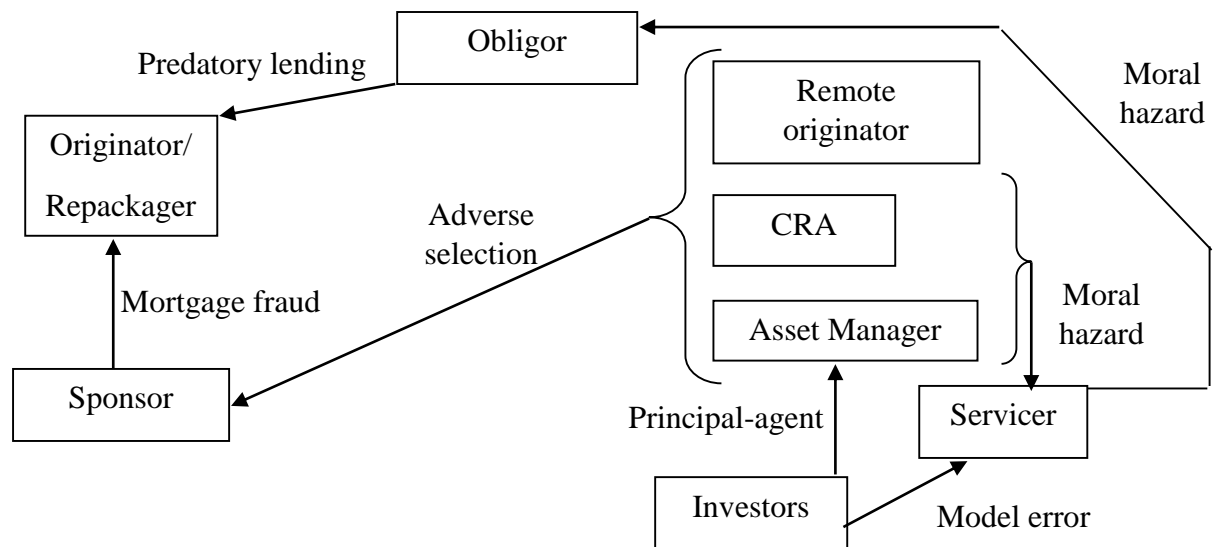 Obligor
Predatory lending
Remote
originator
Moral
hazard
Originator/
Repackager
CRA
Adverse
selection
Mortgage fraud
Asset Manager
Moral
hazard
Sponsor
Principal-agent
Servicer
Investors
Model error